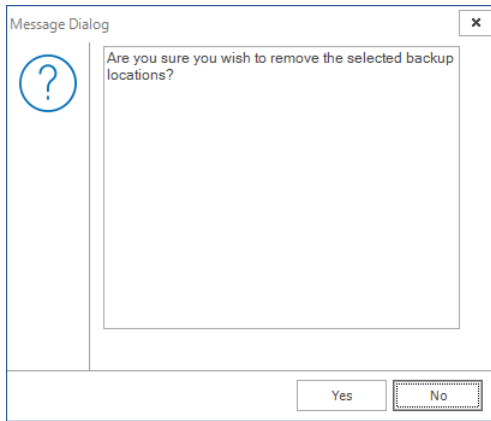 Message Dialog
Are you sure you wish to remove the selected backup
locations?
Yes
No